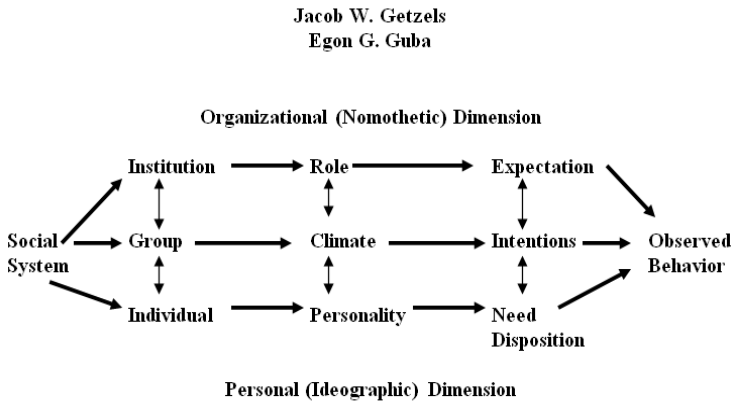 Jacob W. Getzels
Egon G. Guba
Organizational (Nomothetic) Dimension
Institution
Role
Expectation
Social
System
Group
Climate
Intentions
Observed
Behavior
Individual
Personality
Need
Disposition
Personal (Ideographic) Dimension